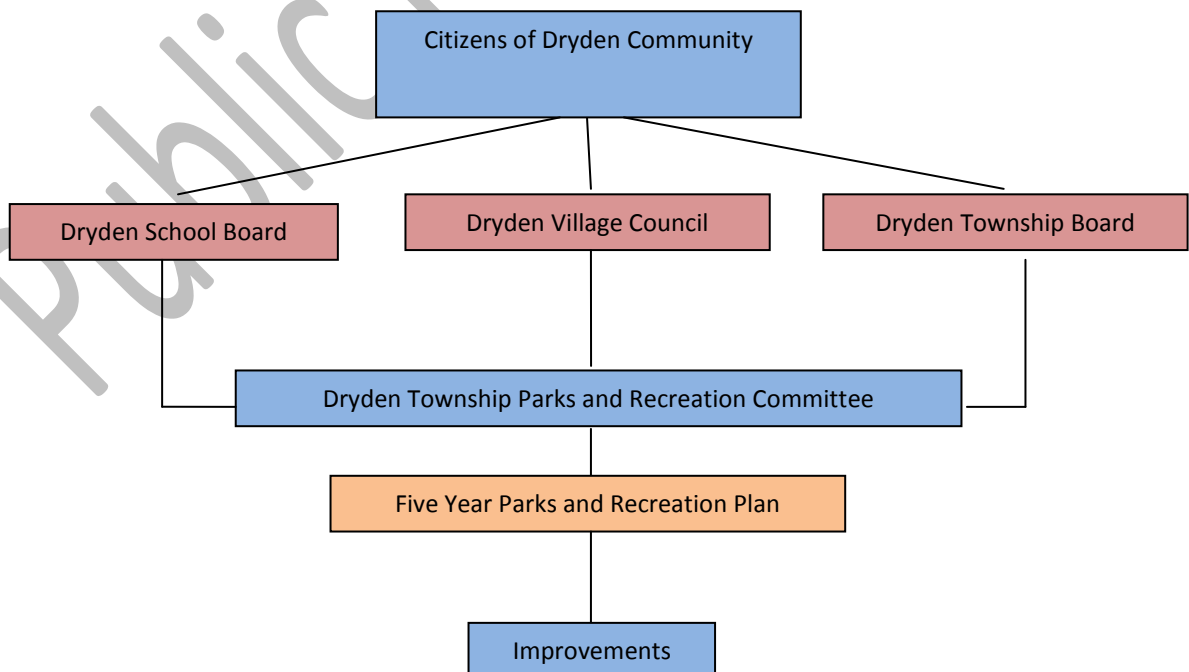 Citizens of Dryden Community
Dryden School Board
Dryden Village Council
Dryden Township Board
Dryden Township Parks and Recreation Committee
Five Year Parks and Recreation Plan
Improvements
Public